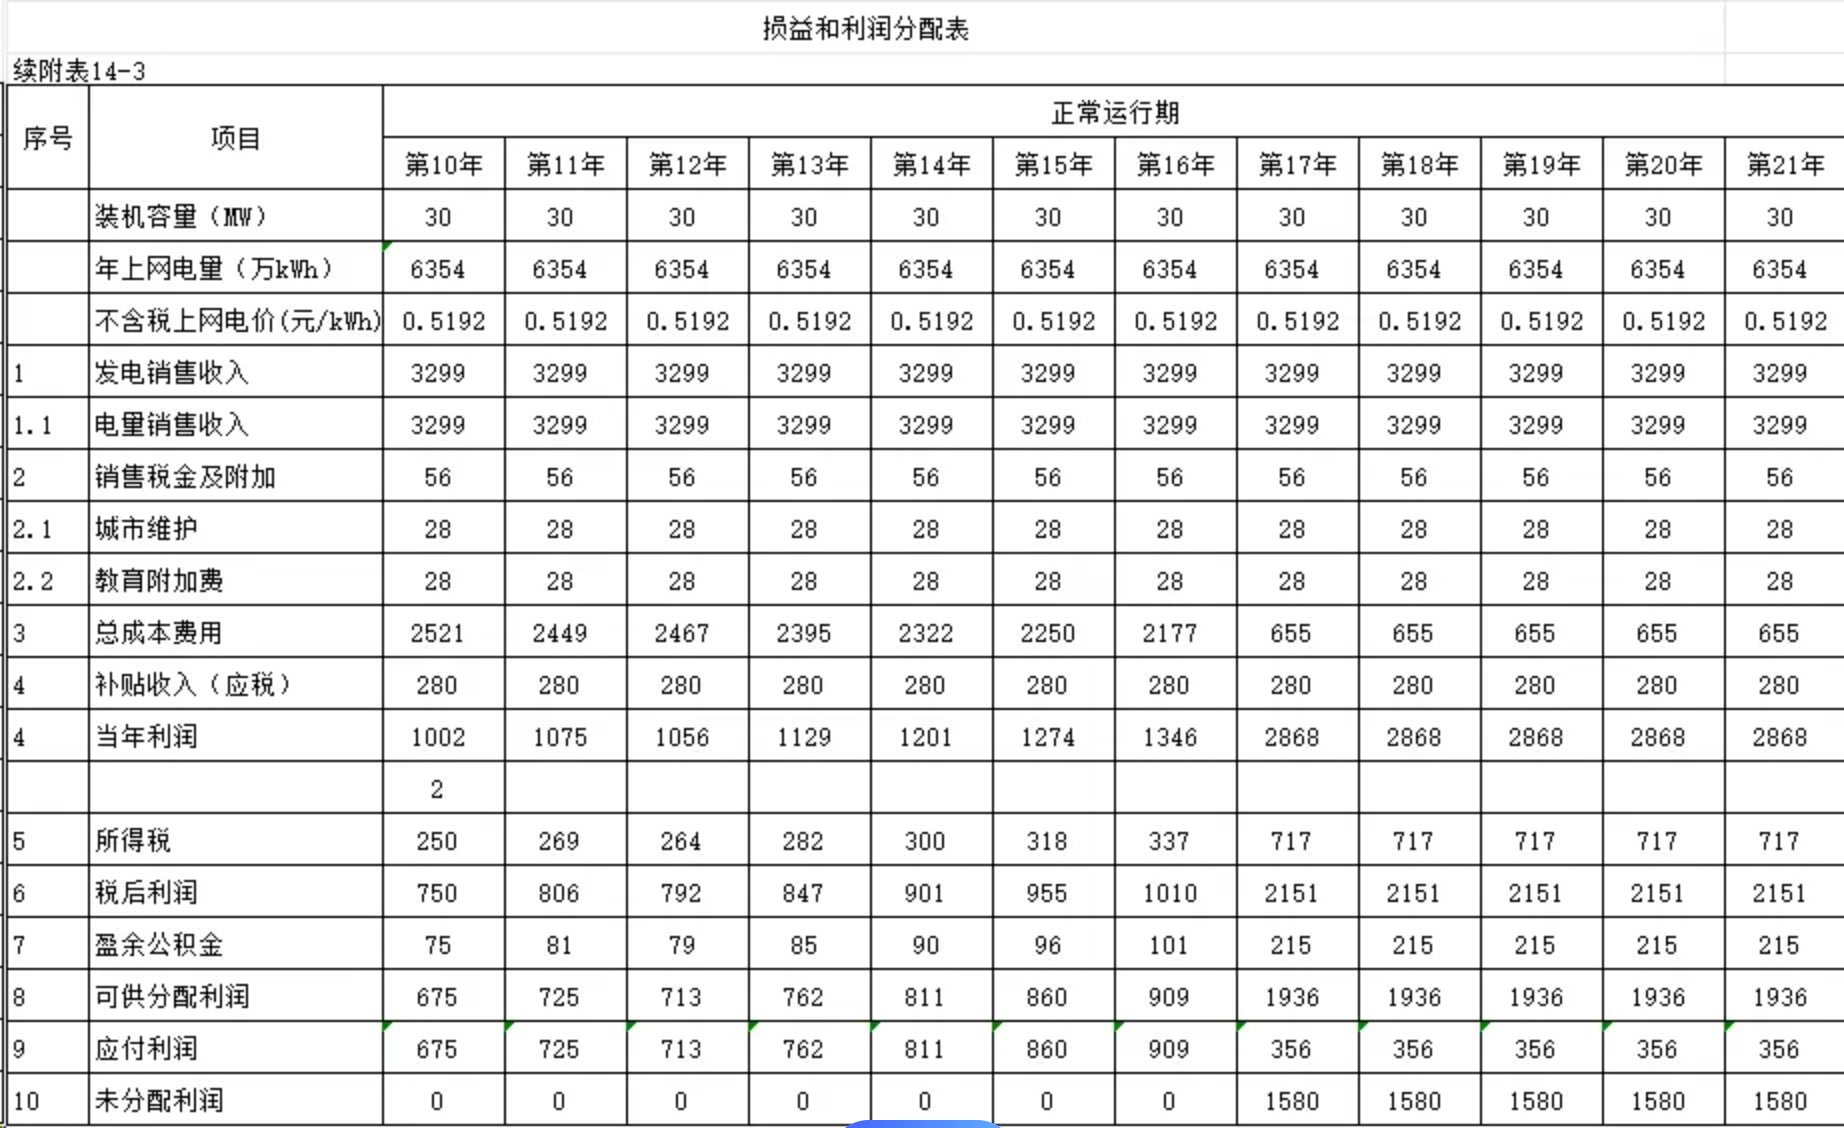 损益和利润分配表
续附表14-3
序号 项目 正常运行期
第10年 第11年 第12年 第13年 第14年 第15年 第16年 第17年 第18年 第19年 第20年 第21年
装机容量（MW） 30 30 30 30 30 30 30 30 30 30 30 30
年上网电量（万kWh） 6354 6354 6354 6354 6354 6354 6354 6354 6354 6354 6354 6354
不含税上网电价(元/kWh) 0.5192 0.5192 0.5192 0.5192 0.5192 0.5192 0.5192 0.5192 0.5192 0.5192 0.5192 0.5192
1 发电销售收入 3299 3299 3299 3299 3299 3299 3299 3299 3299 3299 3299 3299
1.1 电量销售收入 3299 3299 3299 3299 3299 3299 3299 3299 3299 3299 3299 3299
2 销售税金及附加 56 56 56 56 56 56 56 56 56 56 56 56
2.1 城市维护 28 28 28 28 28 28 28 28 28 28 28 28
2.2 教育附加费 28 28 28 28 28 28 28 28 28 28 28 28
3 总成本费用 2521 2449 2467 2395 2322 2250 2177 655 655 655 655 655
4 补贴收入（应税） 280 280 280 280 280 280 280 280 280 280 280 280
4 当年利润 1002 1075 1056 1129 1201 1274 1346 2868 2868 2868 2868 2868
2
5 所得税 250 269 264 282 300 318 337 717 717 717 717 717
6 税后利润 750 806 792 847 901 955 1010 2151 2151 2151 2151 2151
7 盈余公积金 75 81 79 85 90 96 101 215 215 215 215 215
8 可供分配利润 675 725 713 762 811 860 909 1936 1936 1936 1936 1936
9 应付利润 675 725 713 762 811 860 909 356 356 356 356 356
10 未分配利润 0 0 0 0 0 0 0 1580 1580 1580 1580 1580